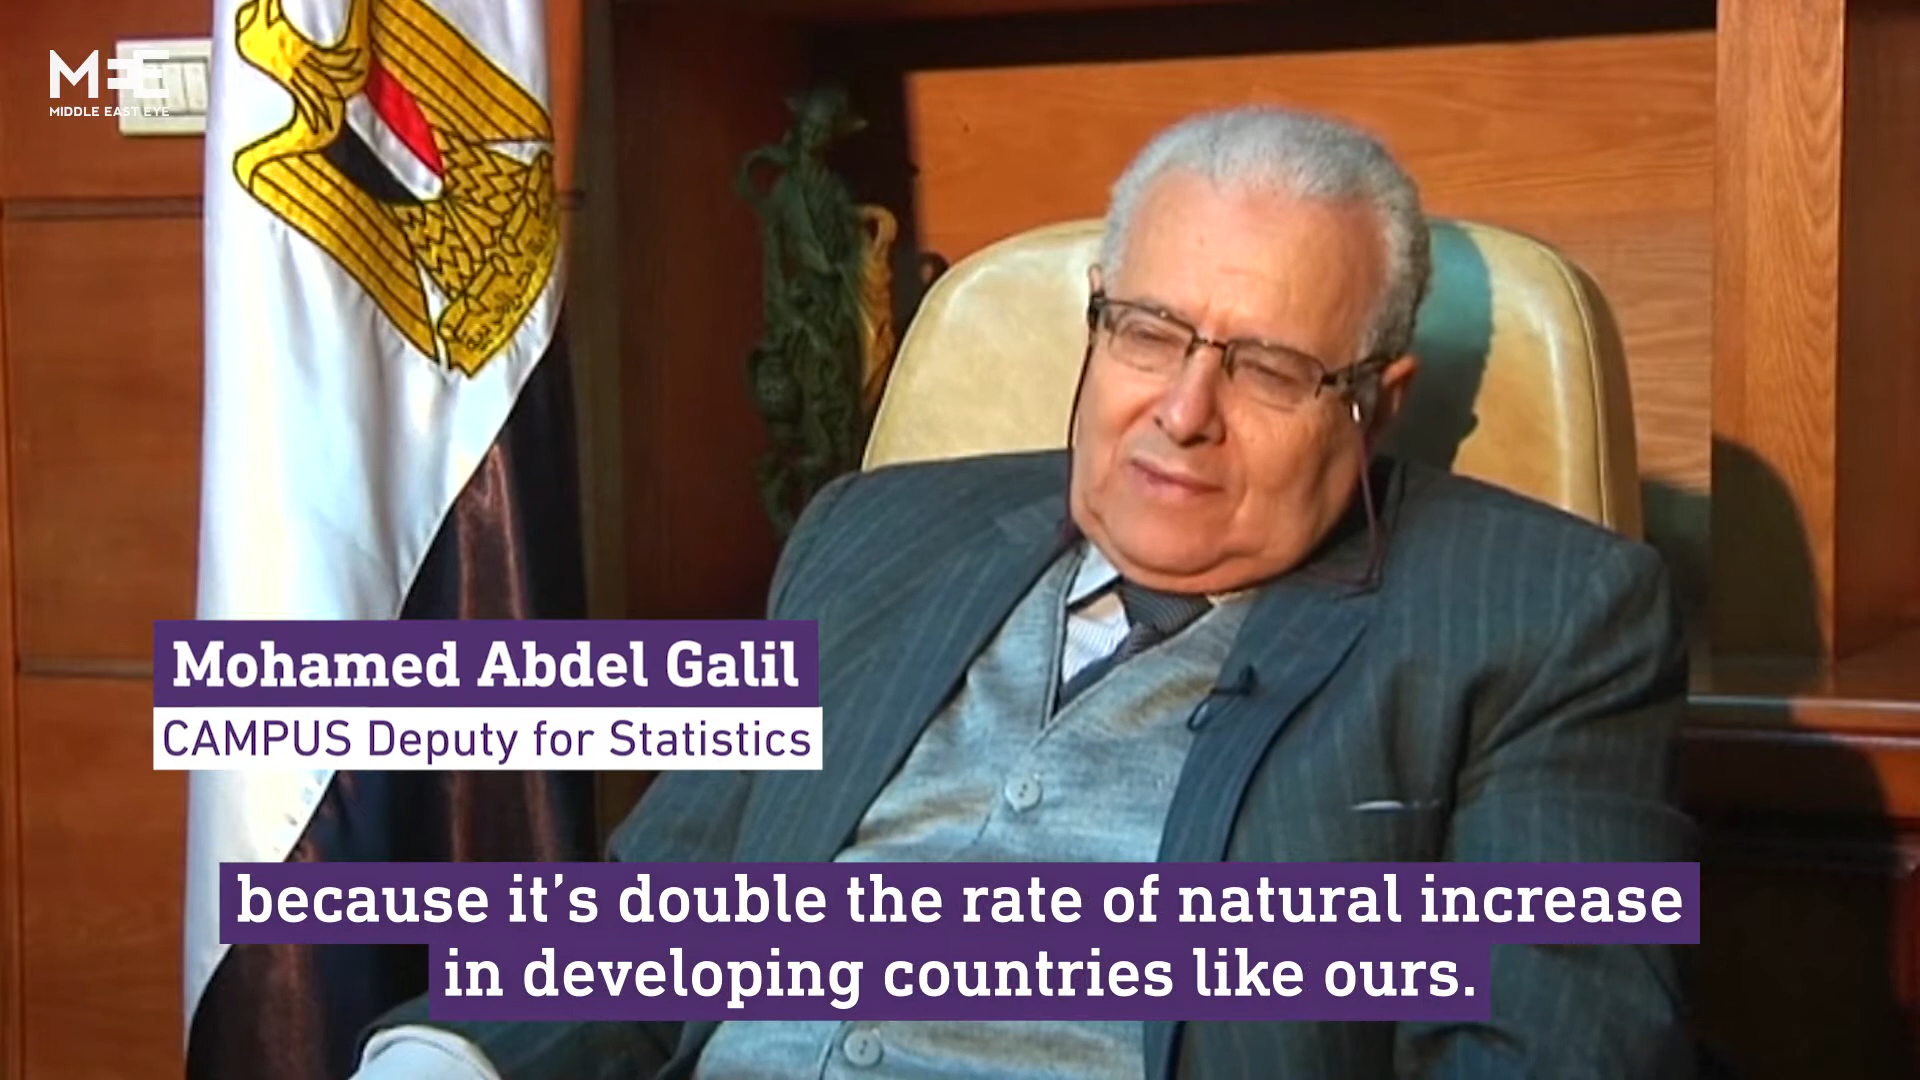 MEE
MIDDLE EAST EYE
Mohamed Abdel Galil
CAMPUS Deputy for Statistics
because it's double the rate of natural increase
in developing countries like ours.